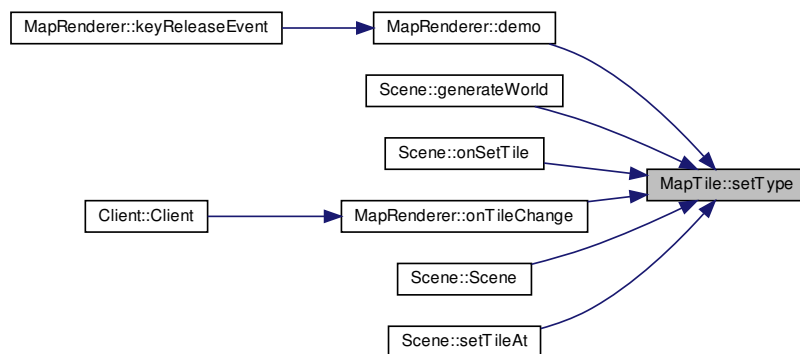 MapRenderer::keyReleaseEvent
MapRenderer::demo
Scene::generateWorld
Scene::onSetTile
MapTile::setType
Client::Client
MapRenderer::onTileChange
Scene::Scene
Scene::setTileAt